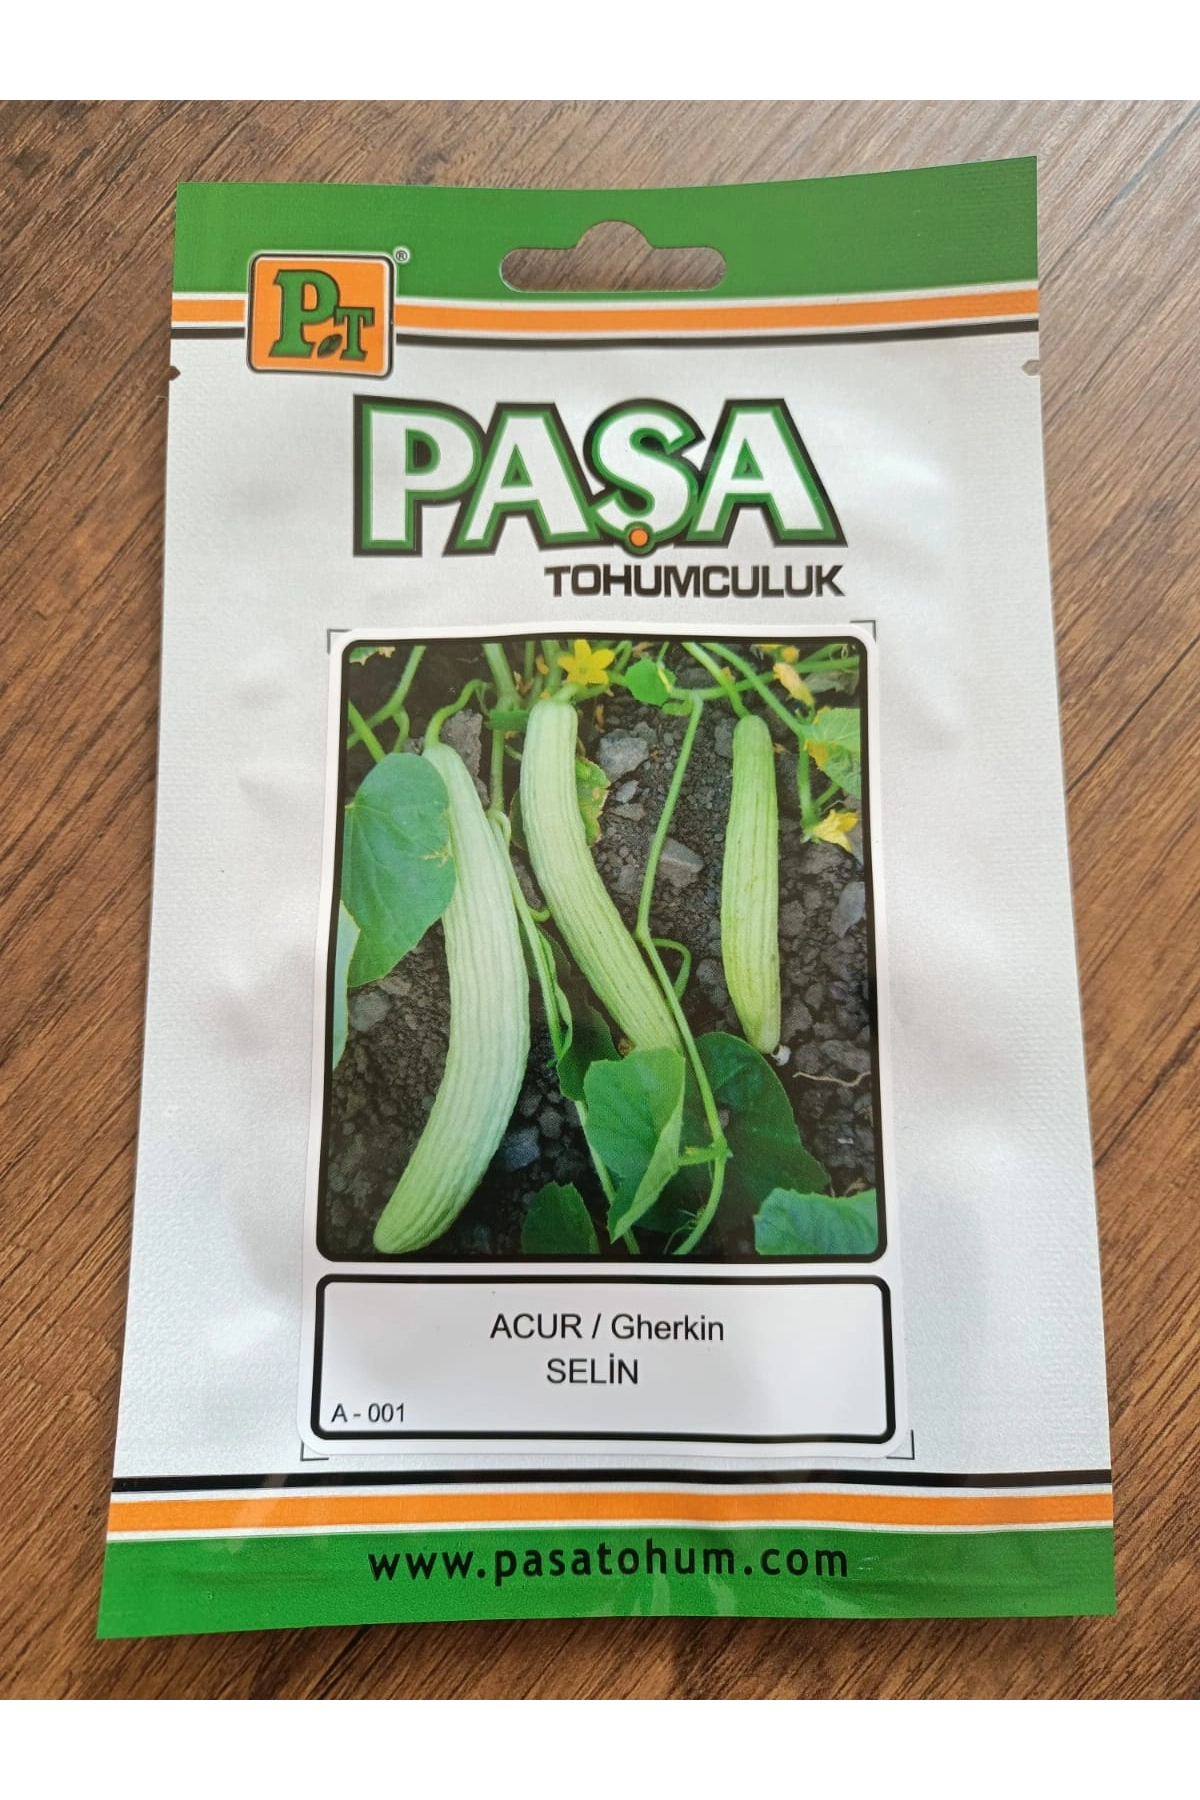 PT®
PAŞA
TOHUMCULUK
ACUR / Gherkin
SELİN
A - 001
www.pasatohum.com